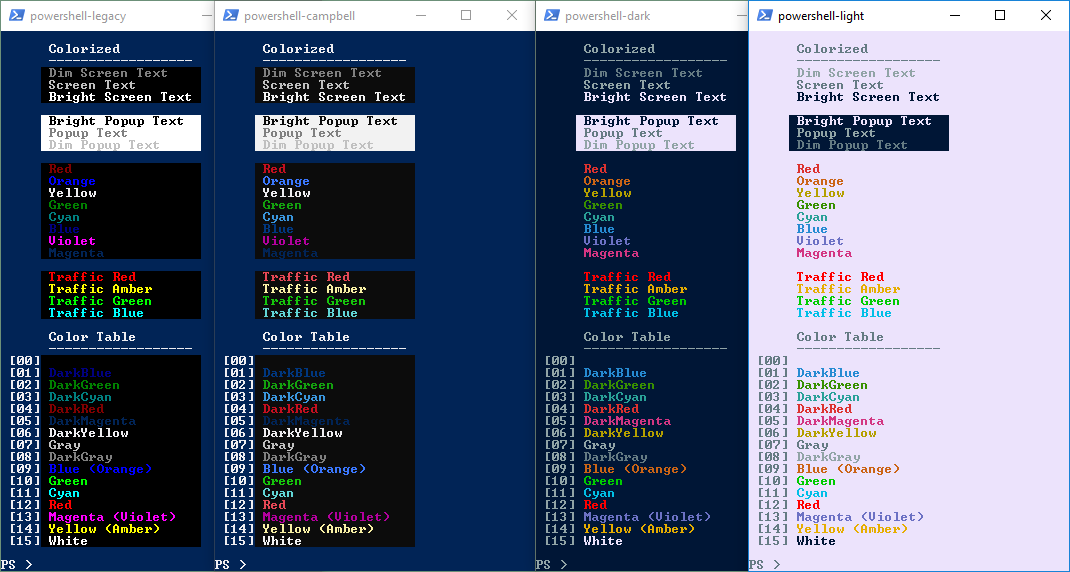 powershell-legacy
Colorized
------------------
Dim Screen Text
Screen Text
Bright Screen Text
Bright Popup Text
Popup Text
Dim Popup Text
Red
Orange
Yellow
Green
Cyan
Blue
Violet
Magenta
Traffic Red
Traffic Amber
Traffic Green
Traffic Blue
Color Table
------------------
[00]
[01] DarkBlue
[02] DarkGreen
[03] DarkCyan
[04] DarkRed
[05] DarkMagenta
[06] DarkYellow
[07] Gray
[08] DarkGray
[09] Blue (Orange)
[10] Green
[11] Cyan
[12] Red
[13] Magenta (Violet)
[14] Yellow (Amber)
[15] White
PS >
powershell-campbell
Colorized
------------------
Dim Screen Text
Screen Text
Bright Screen Text
Bright Popup Text
Popup Text
Dim Popup Text
Red
Orange
Yellow
Green
Cyan
Blue
Violet
Magenta
Traffic Red
Traffic Amber
Traffic Green
Traffic Blue
Color Table
------------------
[00]
[01] DarkBlue
[02] DarkGreen
[03] DarkCyan
[04] DarkRed
[05] DarkMagenta
[06] DarkYellow
[07] Gray
[08] DarkGray
[09] Blue (Orange)
[10] Green
[11] Cyan
[12] Red
[13] Magenta (Violet)
[14] Yellow (Amber)
[15] White
PS >
powershell-dark
Colorized
------------------
Dim Screen Text
Screen Text
Bright Screen Text
Bright Popup Text
Popup Text
Dim Popup Text
Red
Orange
Yellow
Green
Cyan
Blue
Violet
Magenta
Traffic Red
Traffic Amber
Traffic Green
Traffic Blue
Color Table
------------------
[00]
[01] DarkBlue
[02] DarkGreen
[03] DarkCyan
[04] DarkRed
[05] DarkMagenta
[06] DarkYellow
[07] Gray
[08] DarkGray
[09] Blue (Orange)
[10] Green
[11] Cyan
[12] Red
[13] Magenta (Violet)
[14] Yellow (Amber)
[15] White
PS >
powershell-light
Colorized
------------------
Dim Screen Text
Screen Text
Bright Screen Text
Bright Popup Text
Popup Text
Dim Popup Text
Red
Orange
Yellow
Green
Cyan
Blue
Violet
Magenta
Traffic Red
Traffic Amber
Traffic Green
Traffic Blue
Color Table
------------------
[00]
[01] DarkBlue
[02] DarkGreen
[03] DarkCyan
[04] DarkRed
[05] DarkMagenta
[06] DarkYellow
[07] Gray
[08] DarkGray
[09] Blue (Orange)
[10] Green
[11] Cyan
[12] Red
[13] Magenta (Violet)
[14] Yellow (Amber)
[15] White
PS >